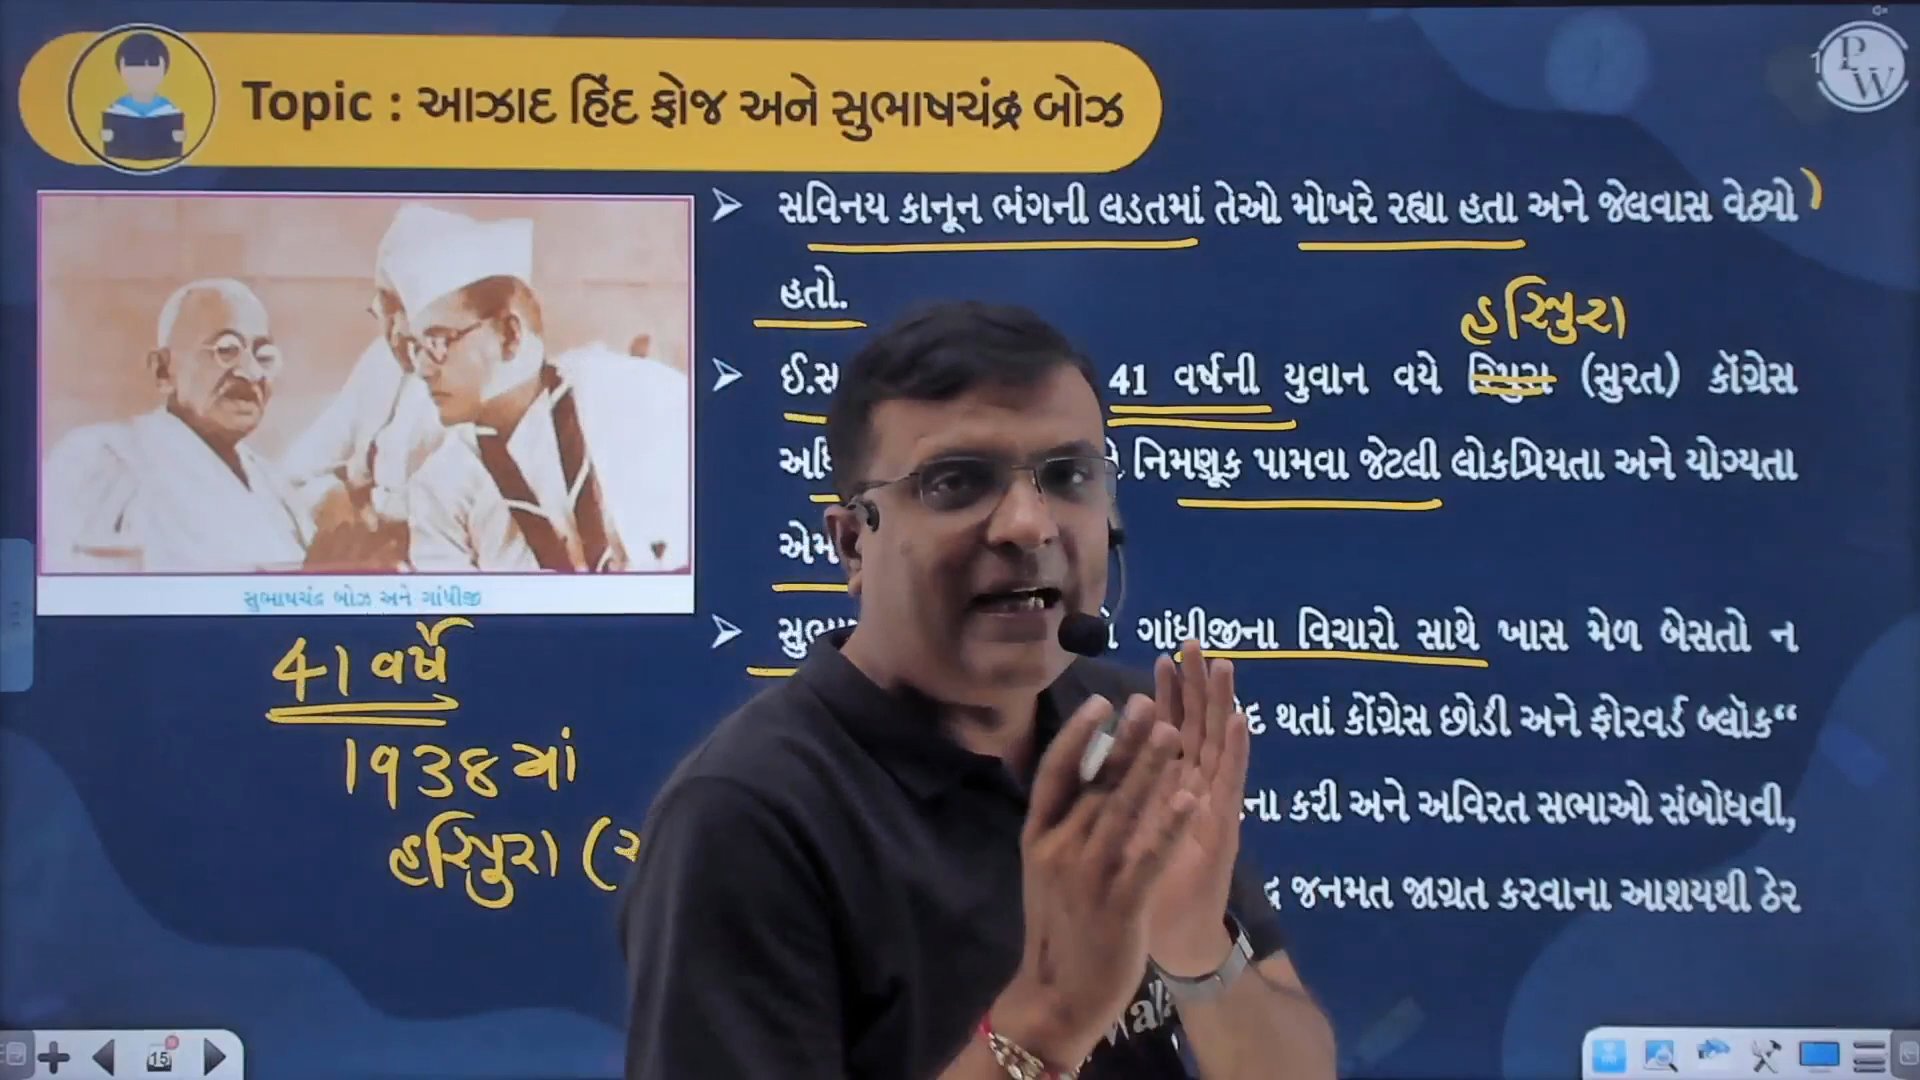 Topic : આઝાદ હિંદ ફોજ અને સુભાષચંદ્ર બોઝ
PW
સવિનય કાનૂન ભંગની લડતમાં તેઓ મોખરે રહ્યા હતા અને જેલવાસ વેઠ્યો
હતો.
હરિપુરા
ઈ.સ 41 વર્ષની યુવાન વયે રિપુરા (સુરત) કૉંગ્રેસ
નિમણૂક પામવા જેટલી લોકપ્રિયતા અને યોગ્યતા
એમ
સુભાષ ગાંધીજીના વિચારો સાથે ખાસ મેળ બેસતો ન
થતાં કોંગ્રેસ છોડી અને ફોરવર્ડ બ્લૉક“
કરી અને અવિરત સભાઓ સંબોધવી,
જનમત જાગ્રત કરવાના આશયથી ઠેર
સુભાષચંદ્ર બોઝ અને ગાંધીજી
41 વર્ષે
૧૯૩૮ માં
હરિપુરા (
15